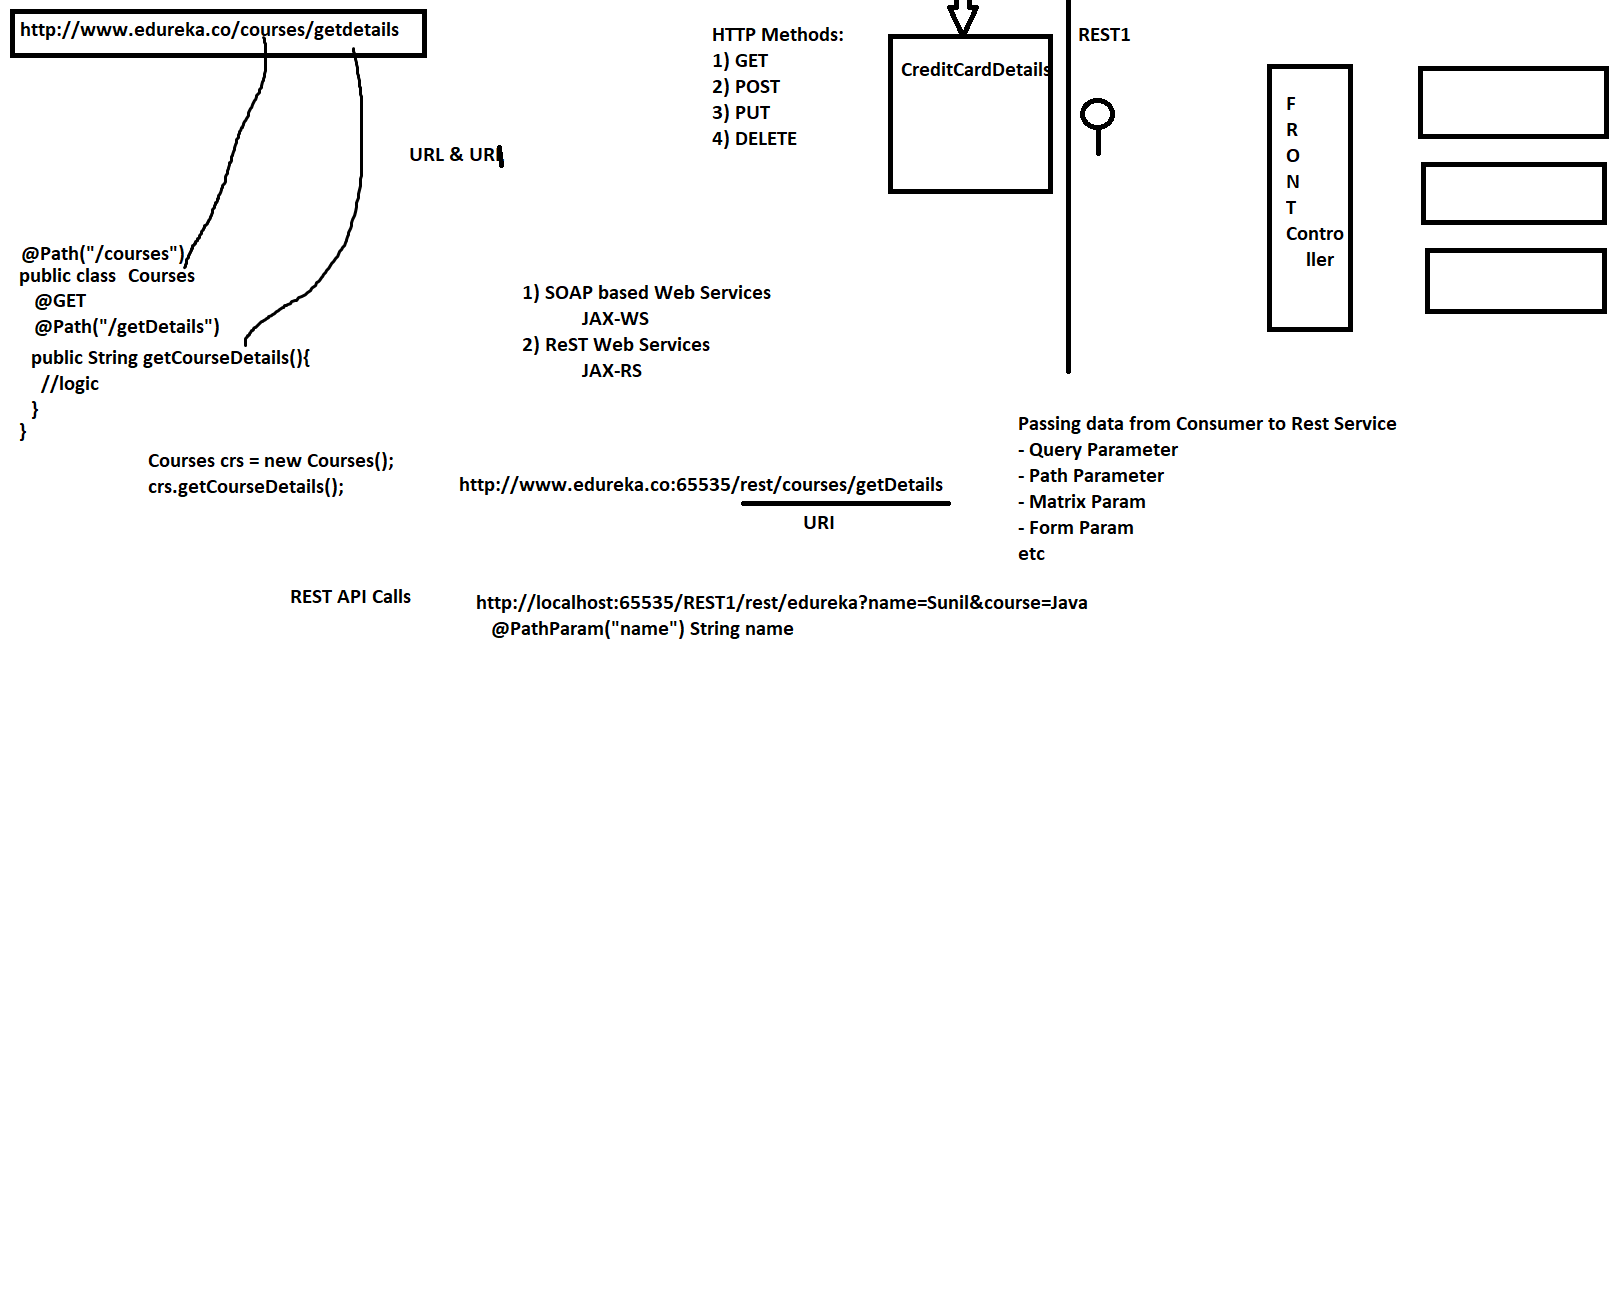 http://www.edureka.co/courses/getdetails
HTTP Methods:
1) GET
2) POST
3) PUT
4) DELETE
CreditCardDetails
REST1
F
R
O
N
T
Contro
ller
URL & URI
@Path("/courses")
public class Courses
@GET
@Path("/getDetails")
public String getCourseDetails(){
//logic
}
}
1) SOAP based Web Services
JAX-WS
2) ReST Web Services
JAX-RS
Courses crs = new Courses();
crs.getCourseDetails();
http://www.edureka.co:65535/rest/courses/getDetails
URI
Passing data from Consumer to Rest Service
- Query Parameter
- Path Parameter
- Matrix Param
- Form Param
etc
REST API Calls
http://localhost:65535/REST1/rest/edureka?name=Sunil&course=Java
@PathParam("name") String name